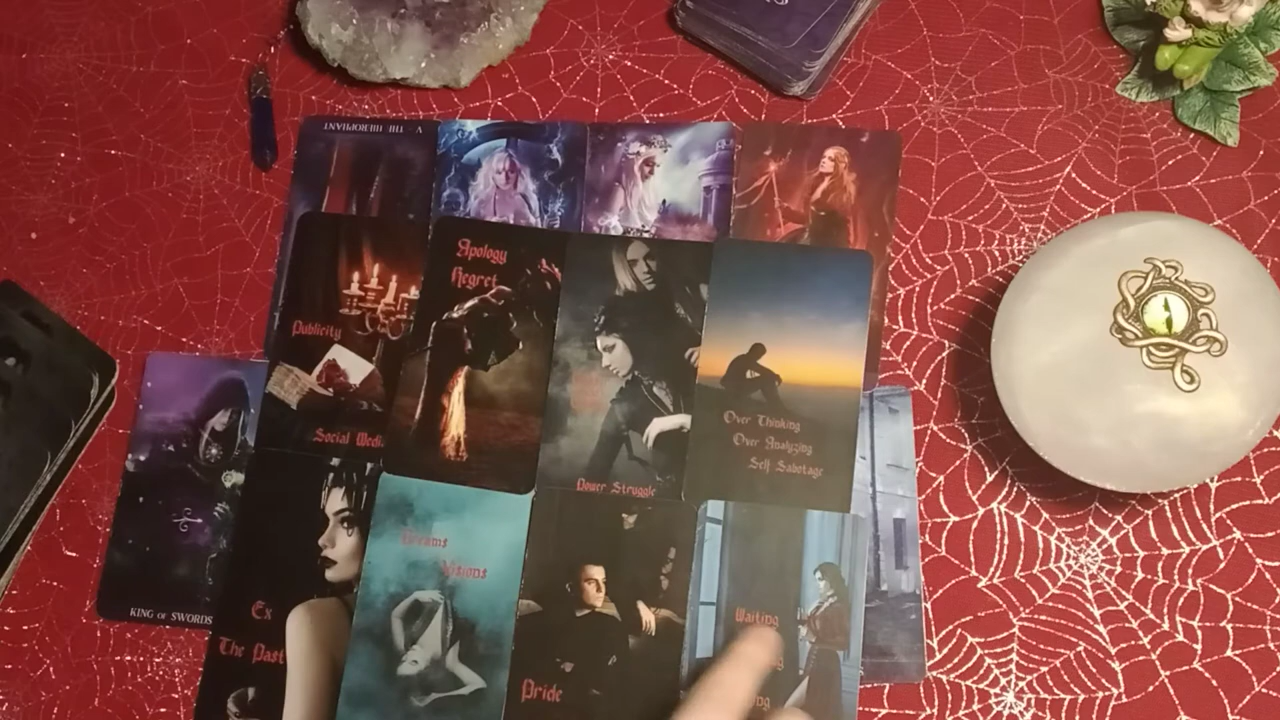 V THE HIEROPHANT
Apology
Regret
Publicity
Social Medi
Power Struggle
Over Thinking
Over Analyzing
Self Sabotage
KING OF SWORDS
Ex
The Past
Dreams
Visions
Pride
Waiting